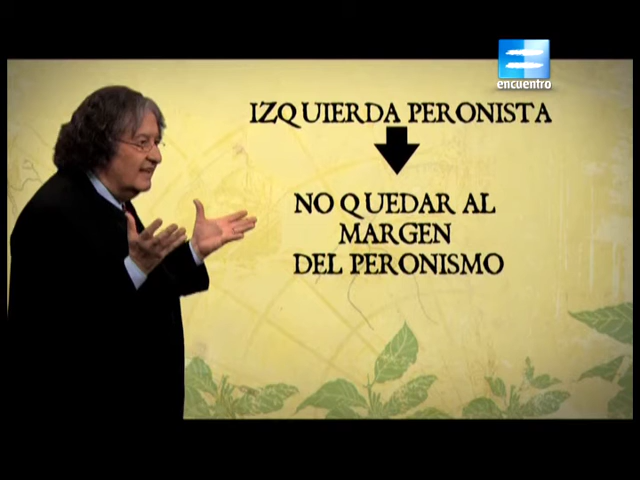 encuentro
IZQUIERDA PERONISTA
NO QUEDAR AL
MARGEN
DEL PERONISMO